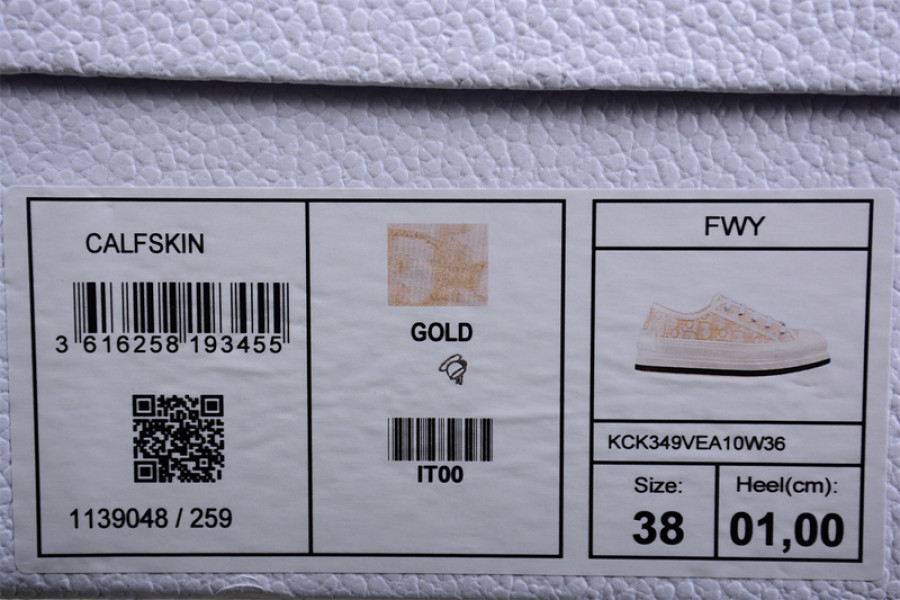 CALFSKIN
3 616258 193455
1139048 / 259
GOLD
IT00
FWY
KCK349VEA10W36
Size:
38
Heel(cm):
01,00